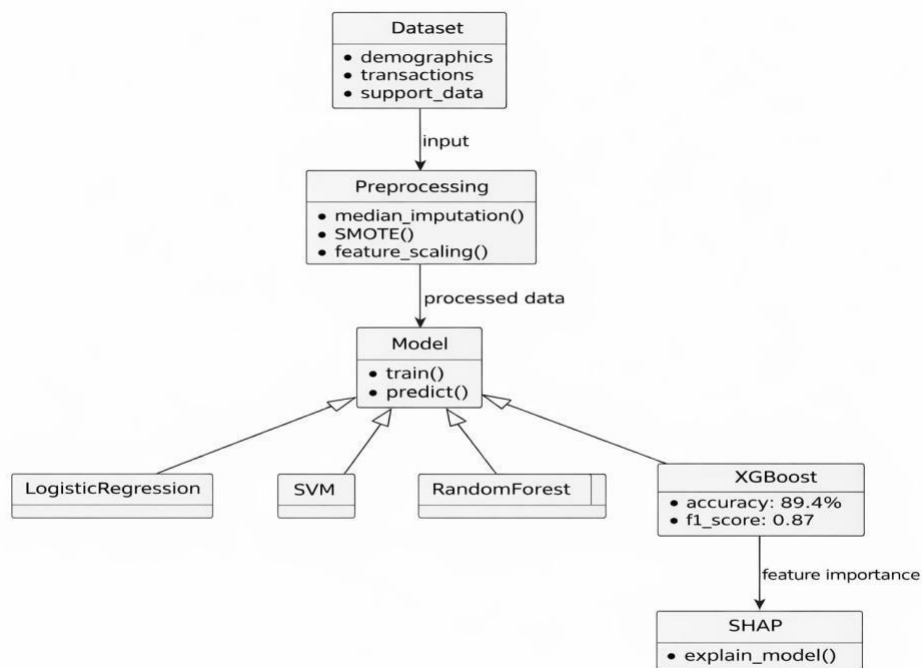 Dataset
• demographics
• transactions
• support_data
input
Preprocessing
• median_imputation()
• SMOTE()
• feature_scaling()
processed data
Model
• train()
• predict()
LogisticRegression
SVM
RandomForest
XGBoost
• accuracy: 89.4%
• f1_score: 0.87
feature importance
SHAP
• explain_model()